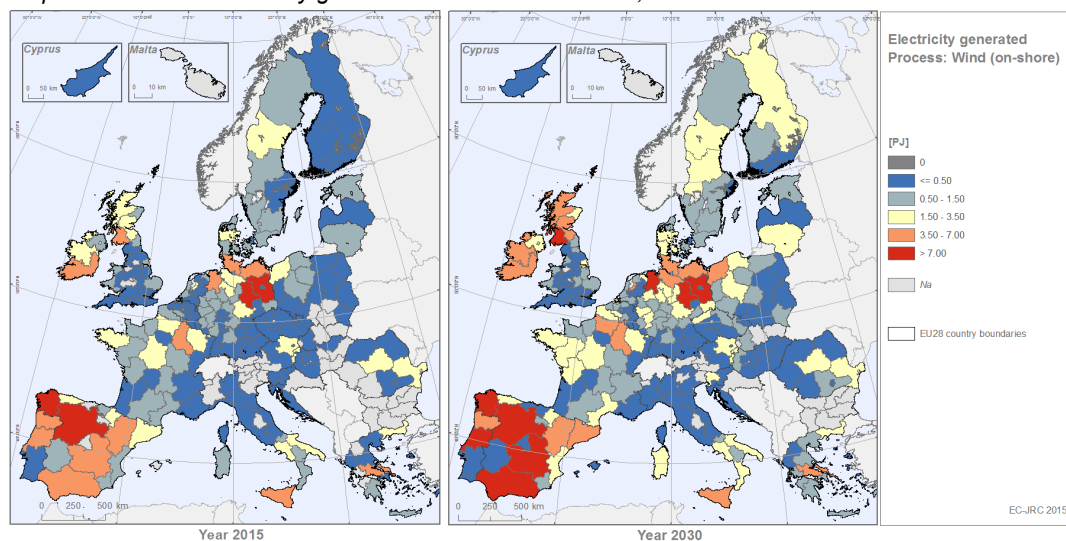 Cyprus
Malta
0 50 km
0 10 km
0 250 500 km
Year 2015
Cyprus
Malta
0 50 km
0 10 km
0 250 500 km
Year 2030
Electricity generated
Process: Wind (on-shore)
[PJ]
0
<= 0.50
0.50 - 1.50
1.50 - 3.50
3.50 - 7.00
> 7.00
Na
EU28 country boundaries
EC-JRC 2015